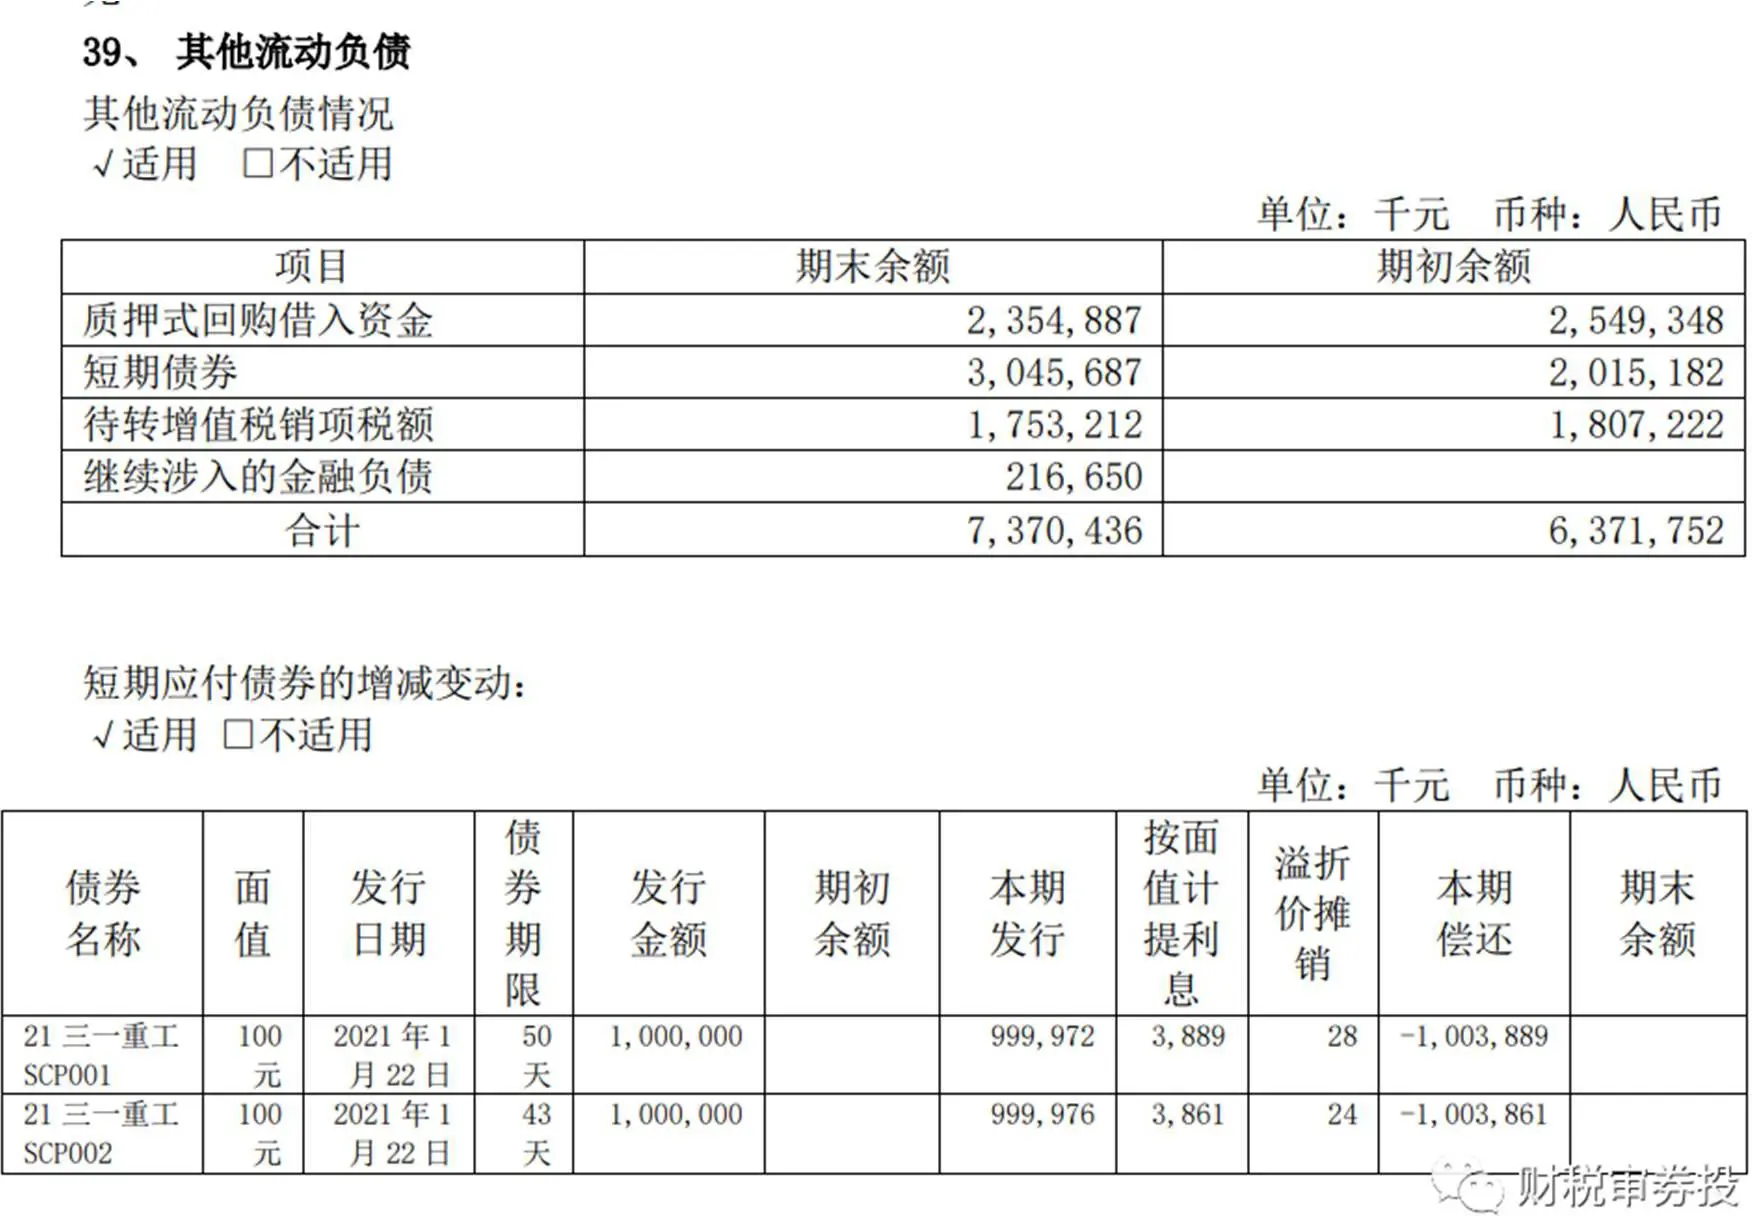 39、 其他流动负债
其他流动负债情况
√适用 □不适用
单位：千元 币种：人民币
项目 期末余额 期初余额
质押式回购借入资金 2,354,887 2,549,348
短期债券 3,045,687 2,015,182
待转增值税销项税额 1,753,212 1,807,222
继续涉入的金融负债 216,650
合计 7,370,436 6,371,752
短期应付债券的增减变动：
√适用 □不适用
单位：千元 币种：人民币
债券名称 面值 发行日期 债券期限 发行金额 期初余额 本期发行 按面值计提利息 溢折价摊销 本期偿还 期末余额
21 三一重工 SCP001 100 元 2021 年 1 月 22 日 50 天 1,000,000 999,972 3,889 28 -1,003,889
21 三一重工 SCP002 100 元 2021 年 1 月 22 日 43 天 1,000,000 999,976 3,861 24 -1,003,861
财税审券投